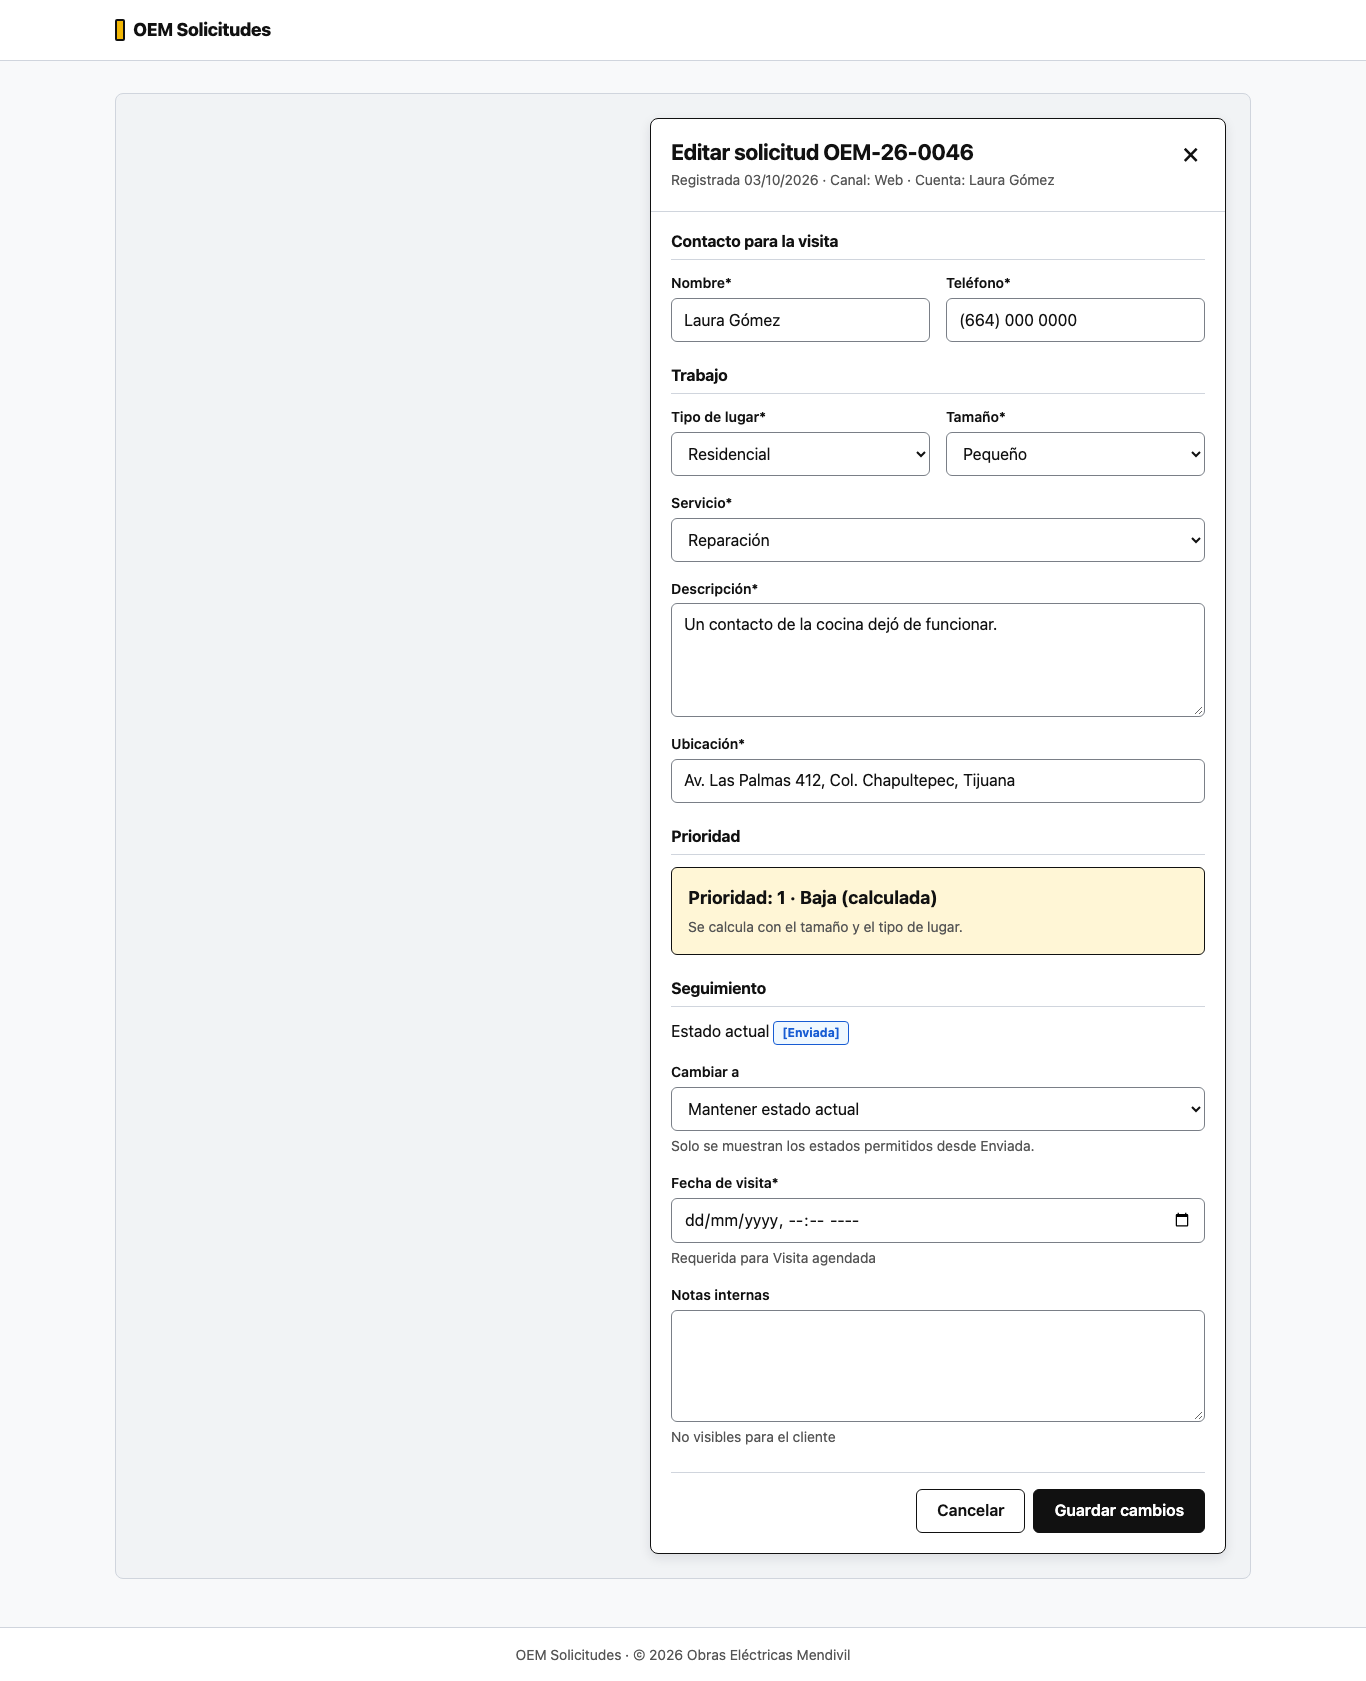 OEM Solicitudes
Editar solicitud OEM-26-0046
Registrada 03/10/2026 · Canal: Web · Cuenta: Laura Gómez
Contacto para la visita
Nombre* Teléfono*
Laura Gómez (664) 000 0000
Trabajo
Tipo de lugar* Tamaño*
Residencial Pequeño
Servicio*
Reparación
Descripción*
Un contacto de la cocina dejó de funcionar.
Ubicación*
Av. Las Palmas 412, Col. Chapultepec, Tijuana
Prioridad
Prioridad: 1 · Baja (calculada)
Se calcula con el tamaño y el tipo de lugar.
Seguimiento
Estado actual [Enviada]
Cambiar a
Mantener estado actual
Solo se muestran los estados permitidos desde Enviada.
Fecha de visita*
dd/mm/yyyy, --:-- ----
Requerida para Visita agendada
Notas internas
No visibles para el cliente
Cancelar Guardar cambios
OEM Solicitudes · © 2026 Obras Eléctricas Mendivil